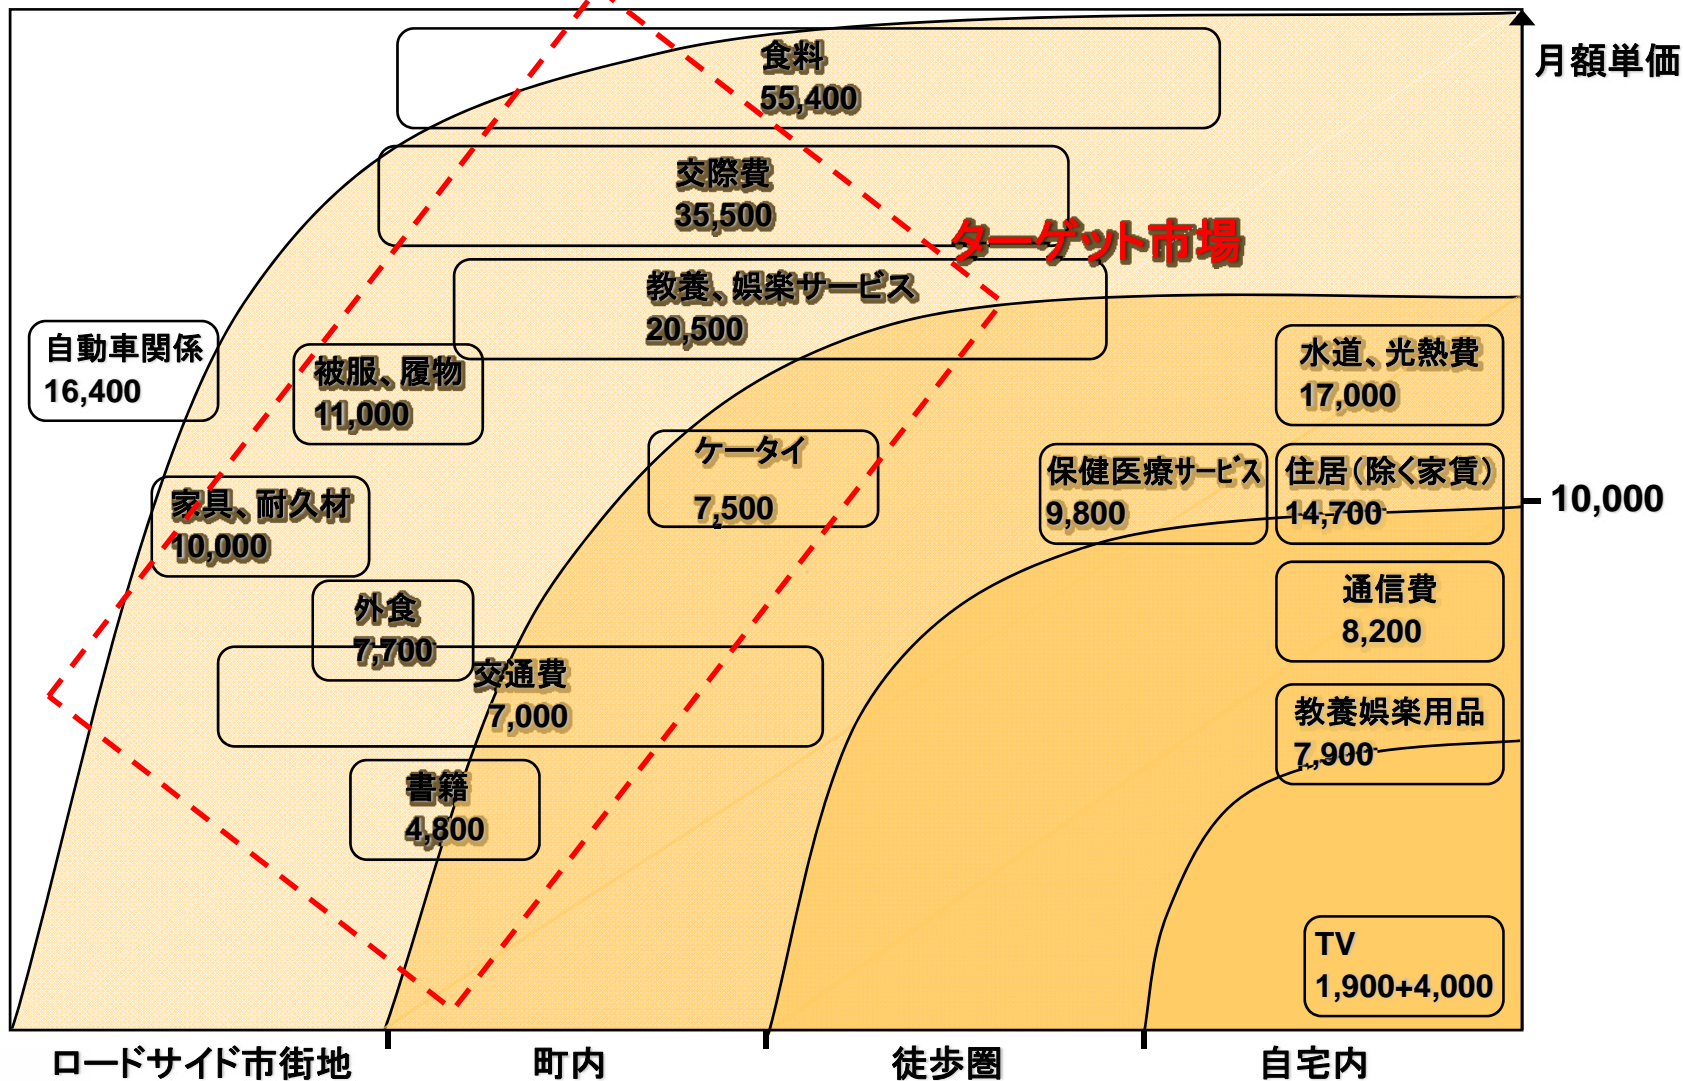 月額単価
食料
55,400
交際費
35,500
ターゲット市場
教養、娯楽サービス
20,500
自動車関係
16,400
被服、履物
11,000
水道、光熱費
17,000
ケータイ
7,500
保健医療サービス
9,800
住居(除く家賃)
14,700
10,000
家具、耐久材
10,000
外食
7,700
通信費
8,200
交通費
7,000
教養娯楽用品
7,900
書籍
4,800
TV
1,900+4,000
ロードサイド市街地
町内
徒歩圏
自宅内